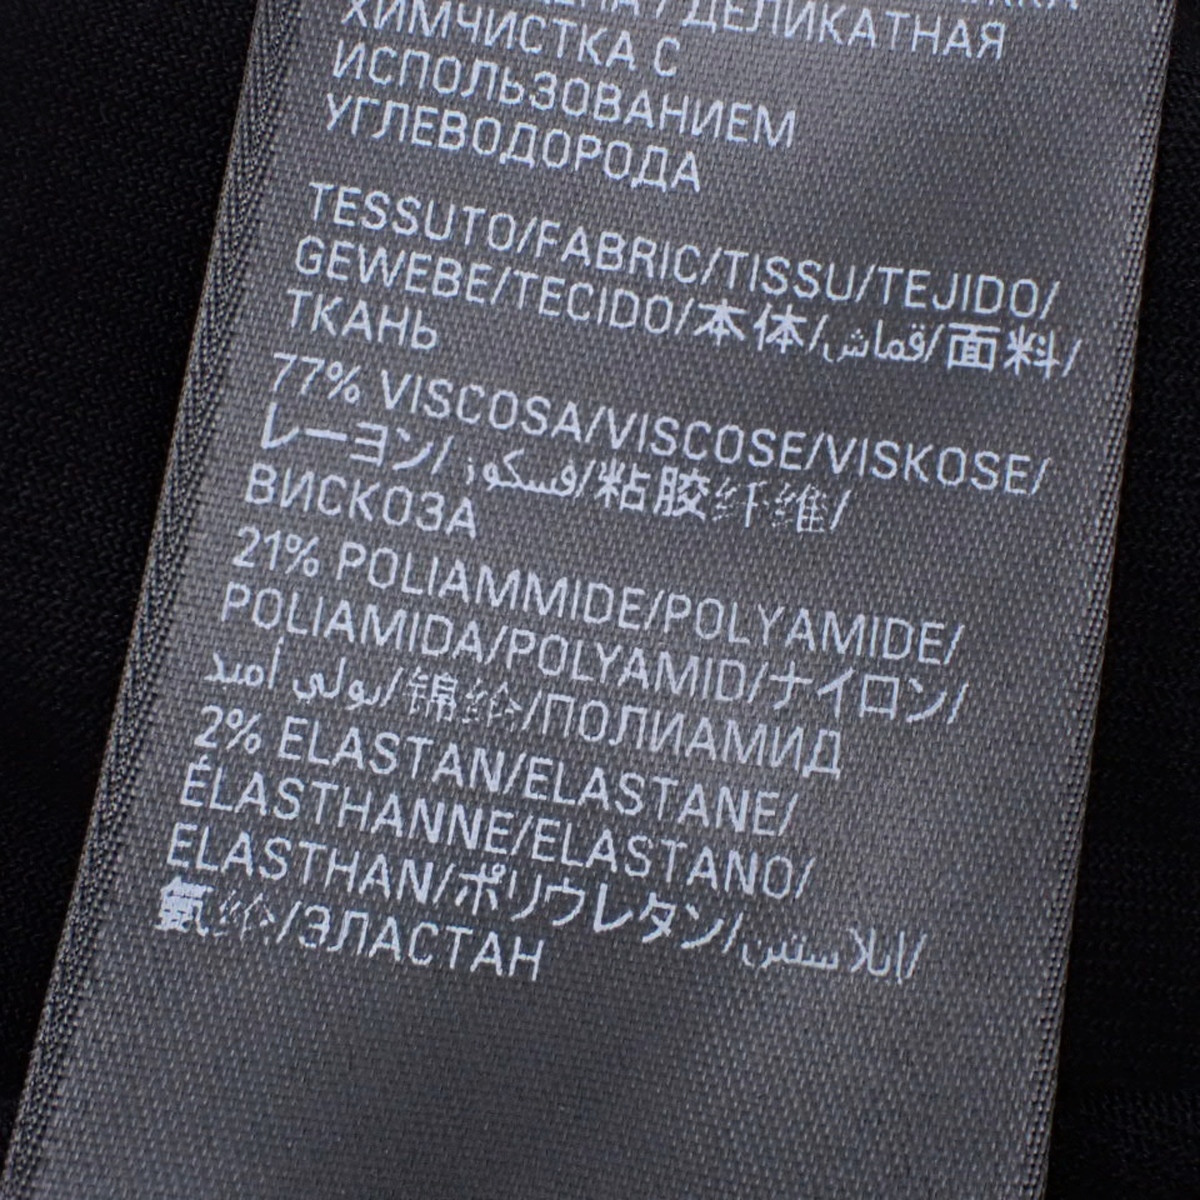 ДЕЛИКАТНАЯ
ХИМЧИСТКА С
ИСПОЛЬЗОВАНИЕМ
УГЛЕВОДОРОДА
TESSUTO/FABRIC/TISSU/TEJIDO/
GEWEBE/TECIDO/本体/قماش/面料/
ТКАНЬ
77% VISCOSA/VISCOSE/VISKOSE/
レーヨン/فسكوز/粘胶纤维/
ВИСКОЗА
21% POLIAMMIDE/POLYAMIDE/
POLIAMIDA/POLYAMID/ナイロン/
بولي أميد/锦纶/ПОЛИАМИД
2% ELASTAN/ELASTANE/
ÉLASTHANNE/ELASTANO/
ELASTHAN/ポリウレタン/إيلاستين/
氨纶/ЭЛАСТАН